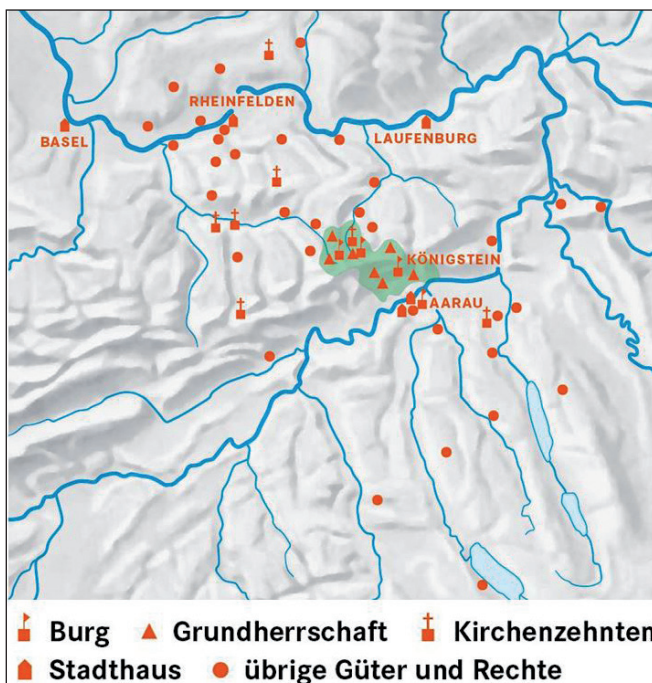 RHEINFELDEN
BASEL
LAUFENBURG
KÖNIGSTEIN
AARAU
Burg Grundherrschaft Kirchenzehnten
Stadthaus übrige Güter und Rechte